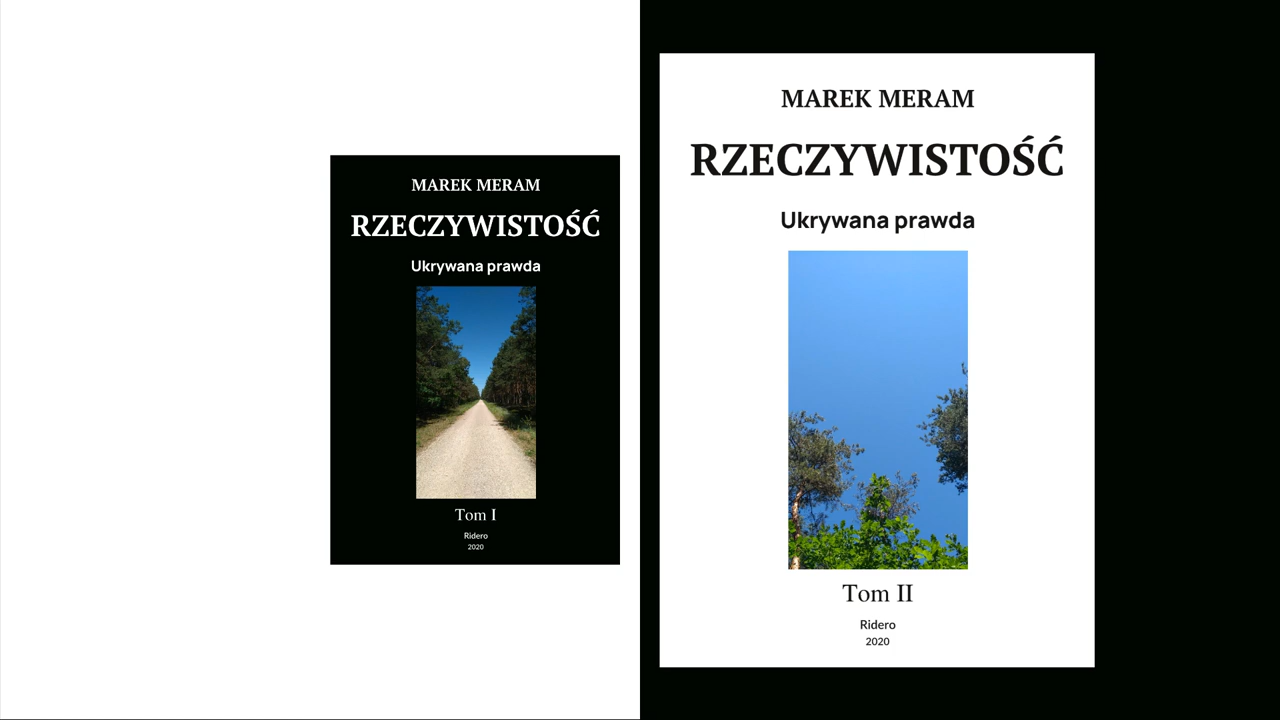 MAREK MERAM
RZECZYWISTOŚĆ
Ukrywana prawda
Tom I
Ridero
2020
MAREK MERAM
RZECZYWISTOŚĆ
Ukrywana prawda
Tom II
Ridero
2020